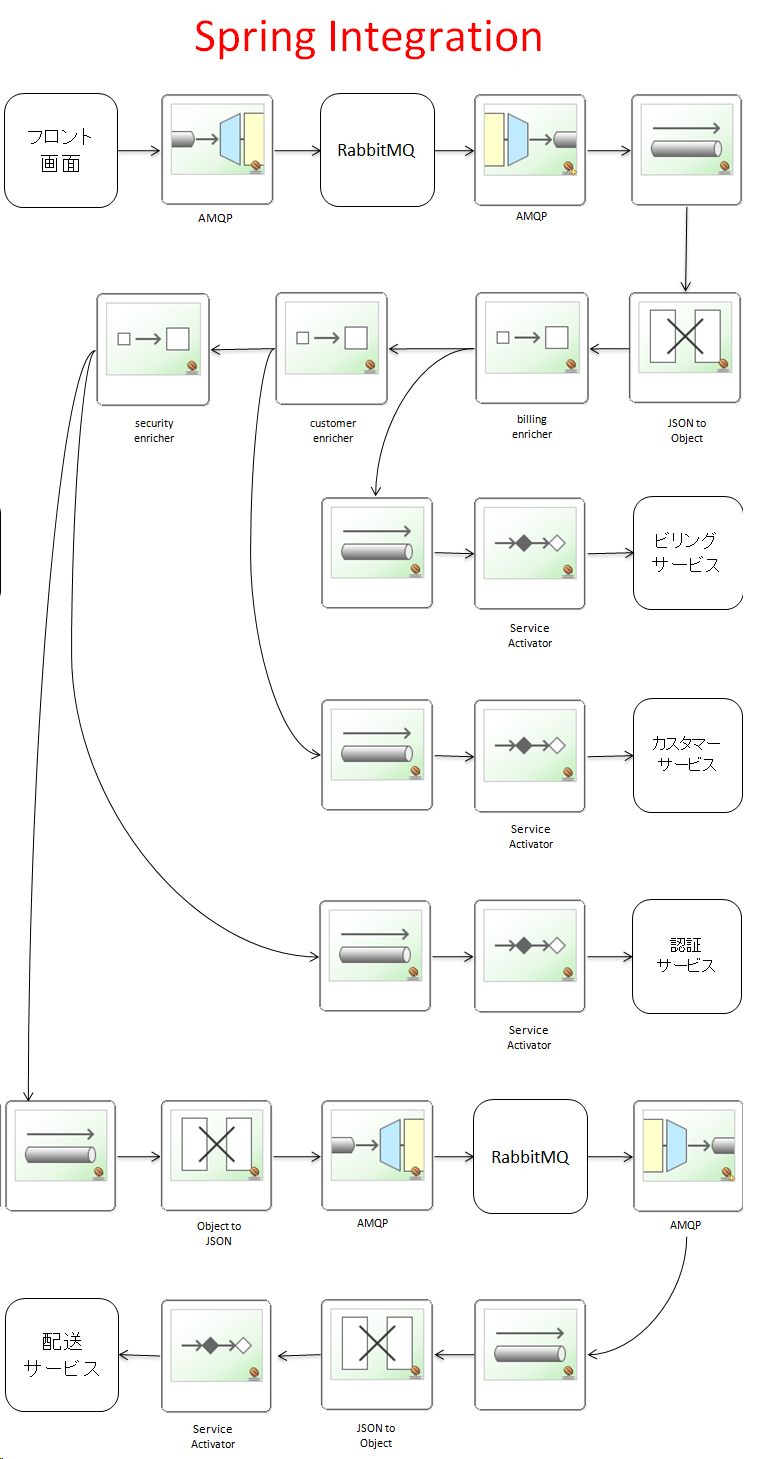 Spring Integration
フロント
画面
AMQP
RabbitMQ
AMQP
security
enricher
customer
enricher
billing
enricher
JSON to
Object
Service
Activator
ビリング
サービス
Service
Activator
カスタマー
サービス
Service
Activator
認証
サービス
Object to
JSON
AMQP
RabbitMQ
AMQP
配送
サービス
Service
Activator
JSON to
Object